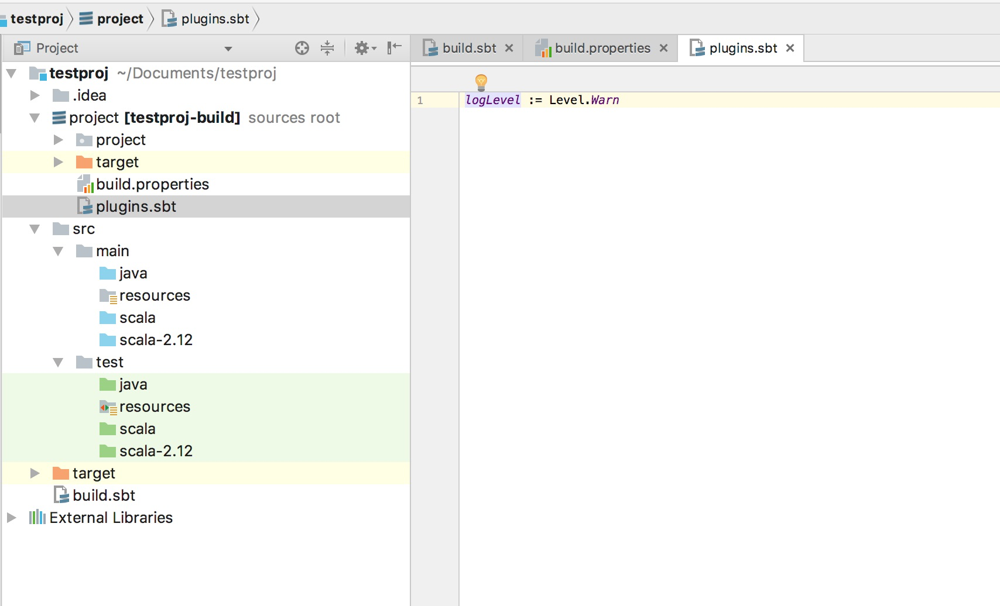 testproj project plugins.sbt
Project
build.sbt build.properties plugins.sbt
testproj ~/Documents/testproj
.idea
project [testproj-build] sources root
project
target
build.properties
plugins.sbt
src
main
java
resources
scala
scala-2.12
test
java
resources
scala
scala-2.12
target
build.sbt
External Libraries
1 logLevel := Level.Warn